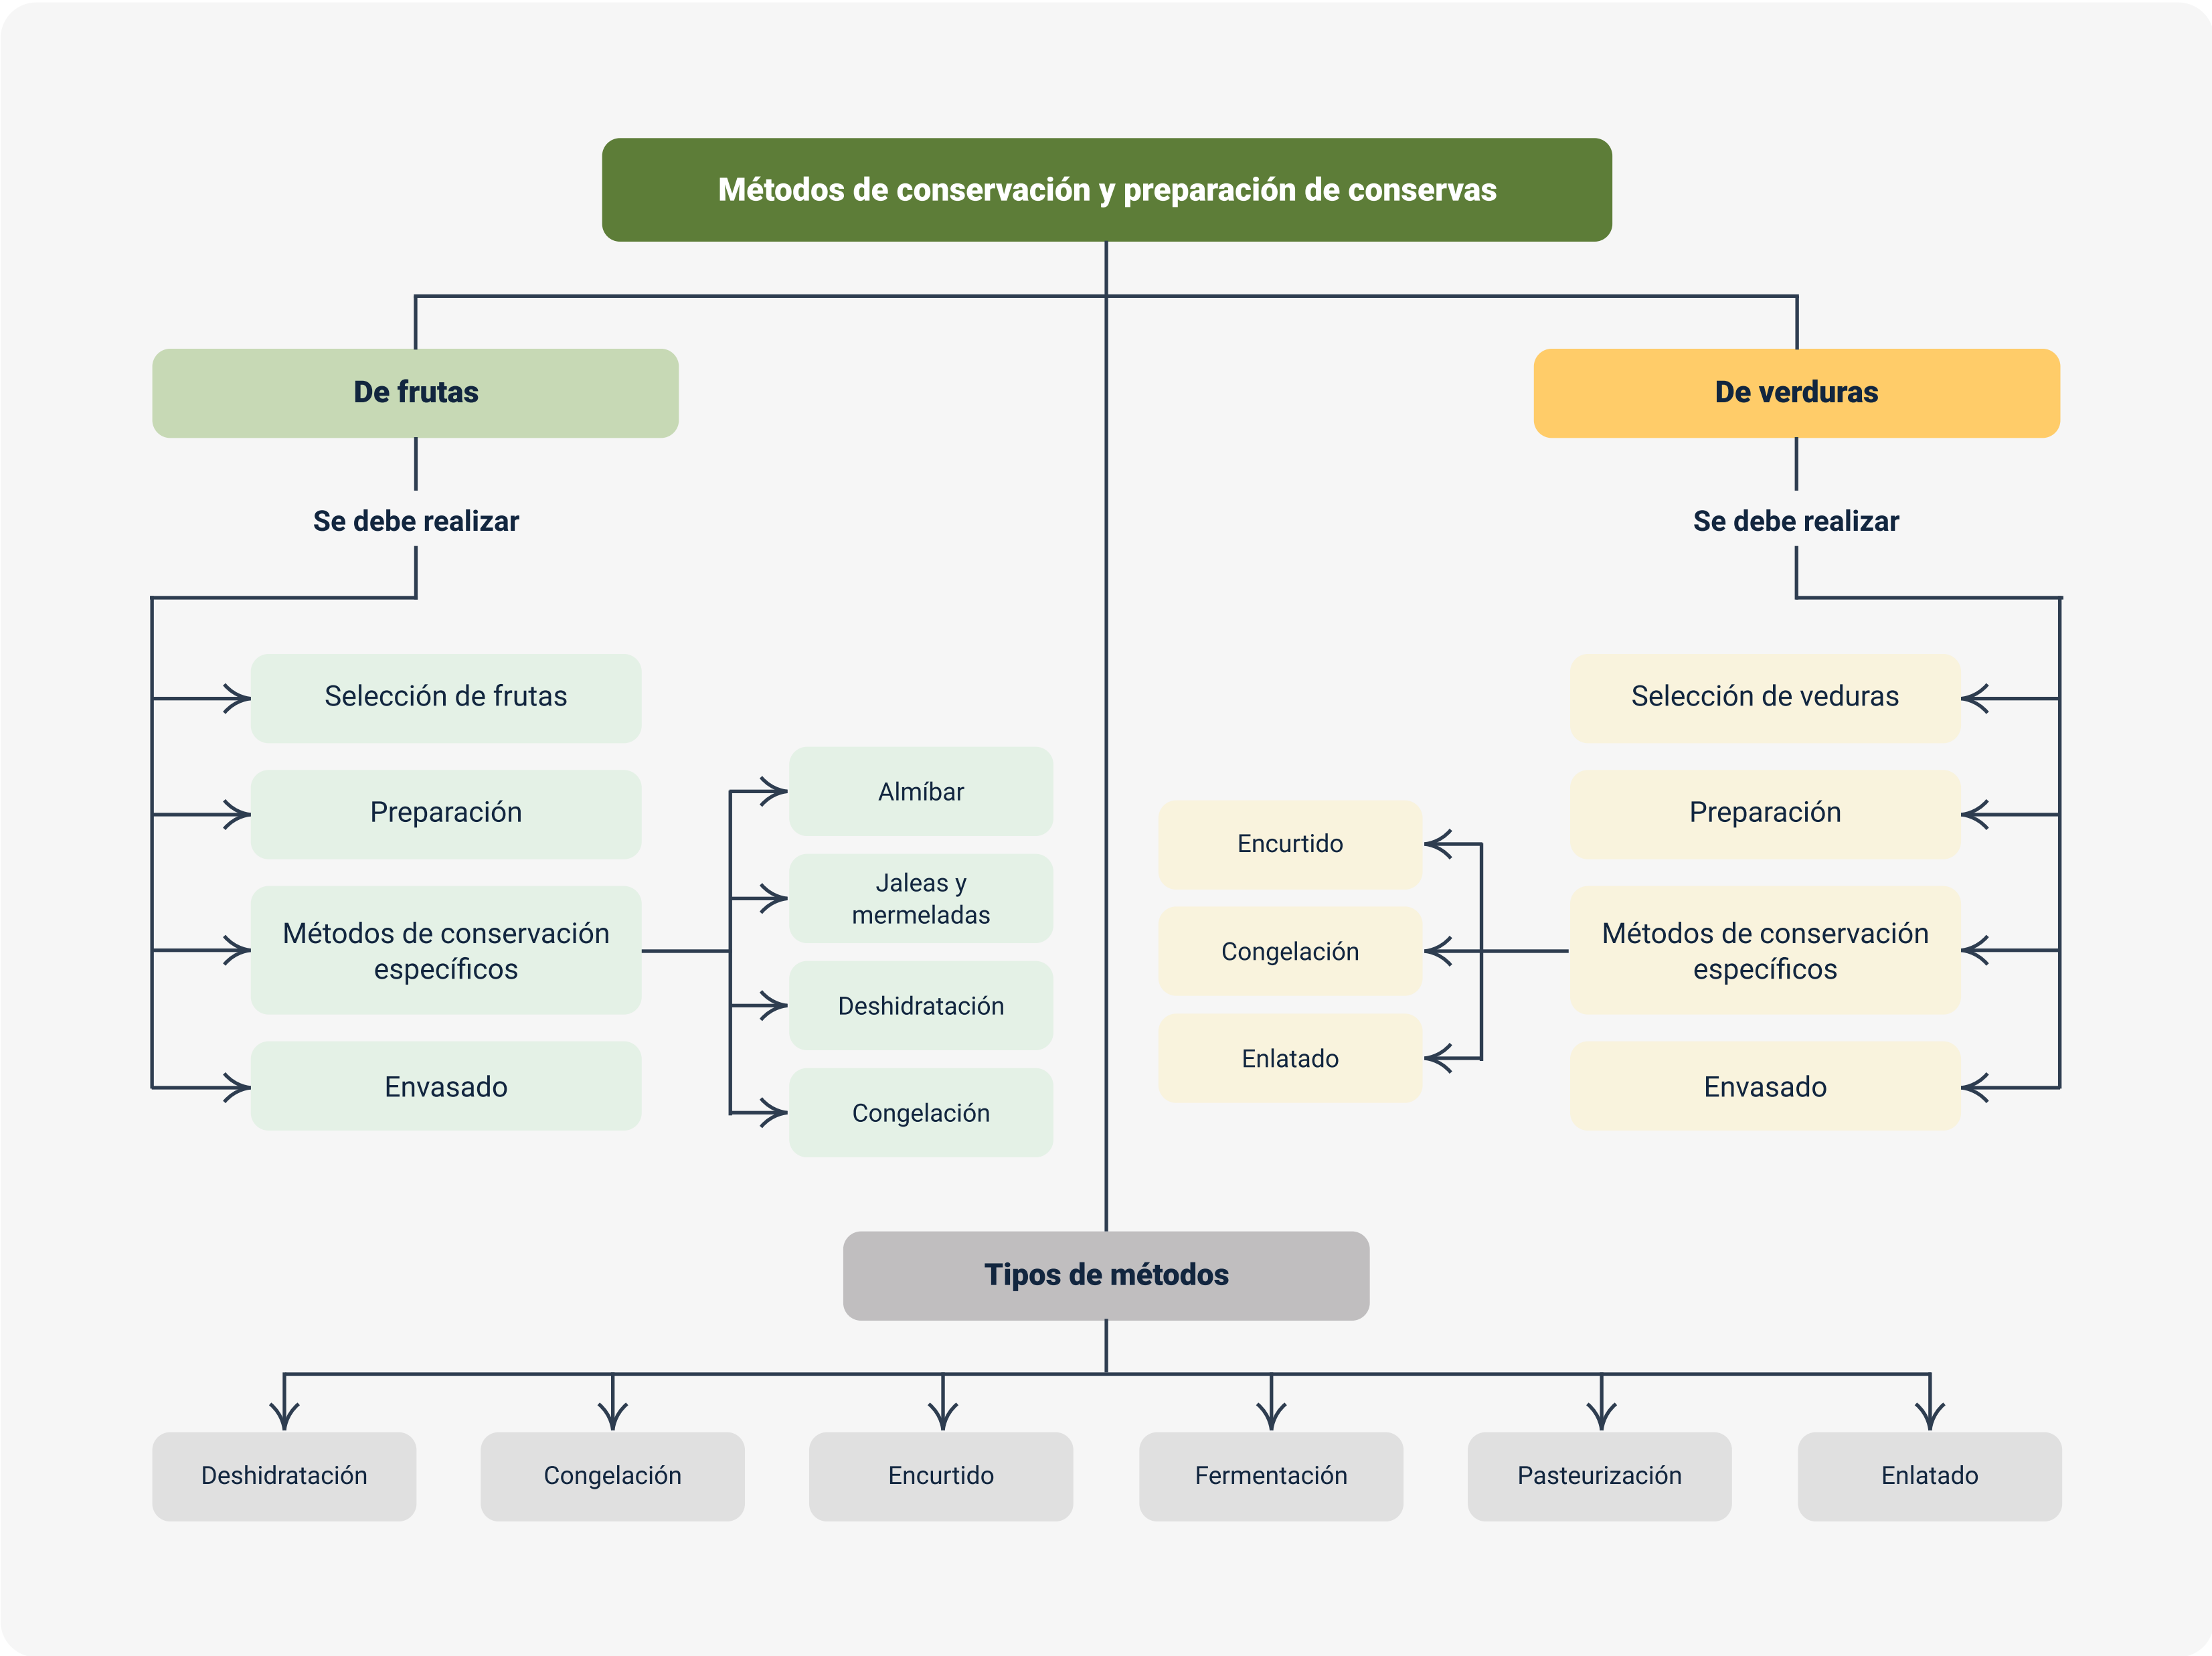 Métodos de conservación y preparación de conservas
De frutas
De verduras
Se debe realizar
Se debe realizar
Selección de frutas
Preparación
Métodos de conservación
específicos
Envasado
Almíbar
Jaleas y
mermeladas
Deshidratación
Congelación
Encurtido
Congelación
Enlatado
Selección de veduras
Preparación
Métodos de conservación
específicos
Envasado
Tipos de métodos
Deshidratación
Congelación
Encurtido
Fermentación
Pasteurización
Enlatado